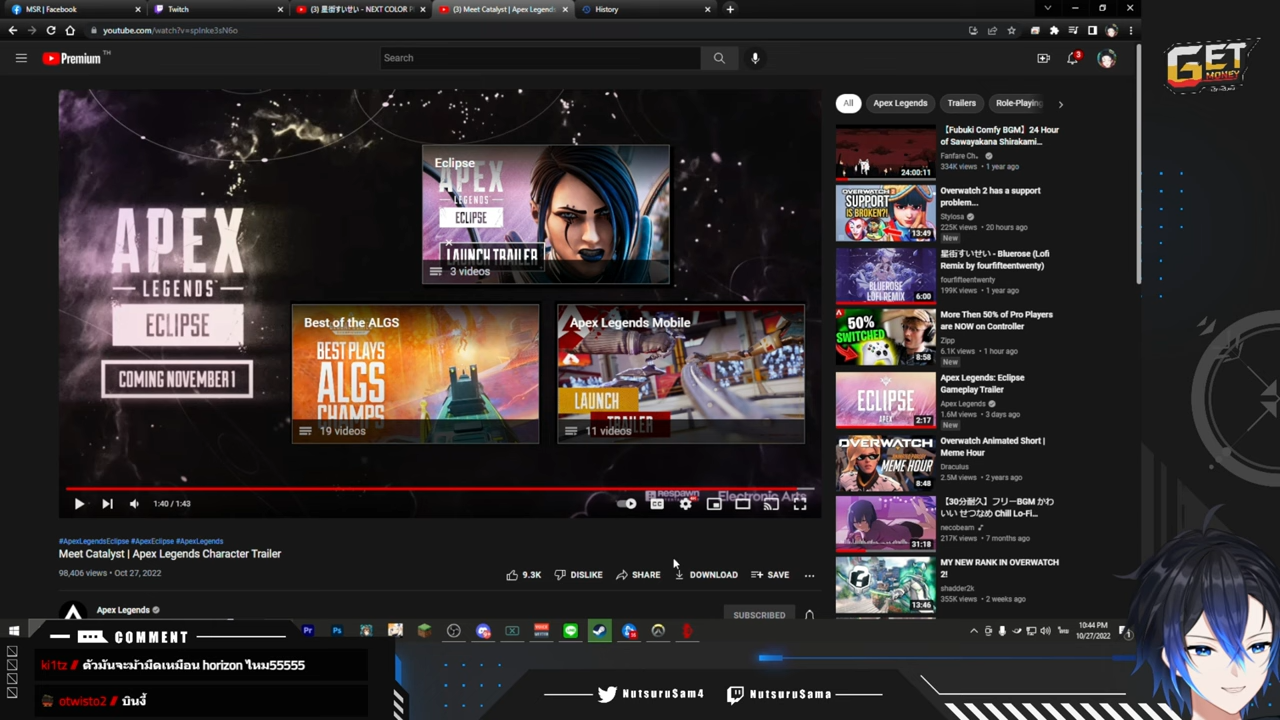 MSR | Facebook
Twitch
(3) 星街すいせい - NEXT COLOR P
(3) Meet Catalyst | Apex Legends
History
youtube.com/watch?v=spInke3sN6o
Premium TH
Search
3
APEX
LEGENDS
ECLIPSE
COMING NOVEMBER 1
Eclipse
APEX
LEGENDS
ECLIPSE
LAUNCH TRAILER
3 videos
Best of the ALGS
BEST PLAYS
ALGS
CHAMPS
19 videos
Apex Legends Mobile
LAUNCH
TRAILER
11 videos
1:40 / 1:43
Respawn
Electronic Arts
#ApexLegendsEclipse #ApexEclipse #ApexLegends
Meet Catalyst | Apex Legends Character Trailer
98,406 views • Oct 27, 2022
9.3K
DISLIKE
SHARE
DOWNLOAD
SAVE
Apex Legends
SUBSCRIBED
All
Apex Legends
Trailers
Role-Playing
【Fubuki Comfy BGM】24 Hour
of Sawayakana Shirakami...
Fanfare Ch.
334K views • 1 year ago
24:00:11
OVERWATCH 2
SUPPORT
IS BROKEN?!
13:49
Overwatch 2 has a support
problem...
Stylosa
225K views • 20 hours ago
New
BLUEROSE
LOFI REMIX
6:00
星街すいせい - Bluerose (Lofi
Remix by fourfifteentwenty)
fourfifteentwenty
199K views • 1 year ago
50%
SWITCHED
8:58
More Then 50% of Pro Players
are NOW on Controller
Zipp
6.1K views • 1 hour ago
New
ECLIPSE
APEX
2:17
Apex Legends: Eclipse
Gameplay Trailer
Apex Legends
1.6M views • 3 days ago
New
OVERWATCH
MEME HOUR
8:48
Overwatch Animated Short |
Meme Hour
Draculus
2.5M views • 2 years ago
31:18
【30分耐久】フリーBGM かわ
いい せつなめ Chill Lo-Fi...
necobeam
217K views • 7 months ago
13:46
MY NEW RANK IN OVERWATCH
2!
shadder2k
355K views • 2 weeks ago
GET
MONEY
Pr
Ps
ไทย
10:44 PM
10/27/2022
COMMENT
ki1tz // ตัวมันจะม้ามืดเหมือน horizon ไหม55555
otwisto2 // บินงี้
NutsuruSam4
NutsuruSama